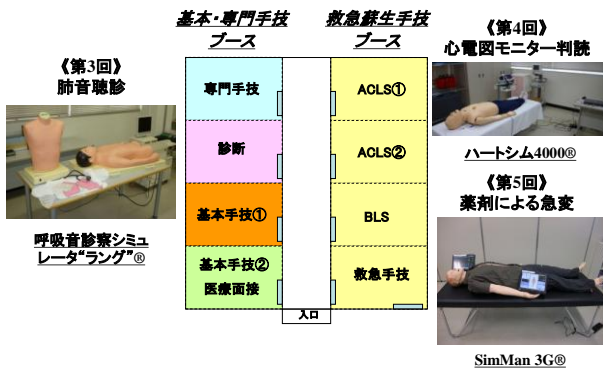 基本・専門手技
ブース
救急蘇生手技
ブース
《第3回》
肺音聴診
呼吸音診察シミュ
レータ“ラング”®
専門手技
診断
基本手技①
基本手技②
医療面接
ACLS①
ACLS②
BLS
救急手技
入口
《第4回》
心電図モニター判読
ハートシム4000®
《第5回》
薬剤による急変
SimMan 3G®